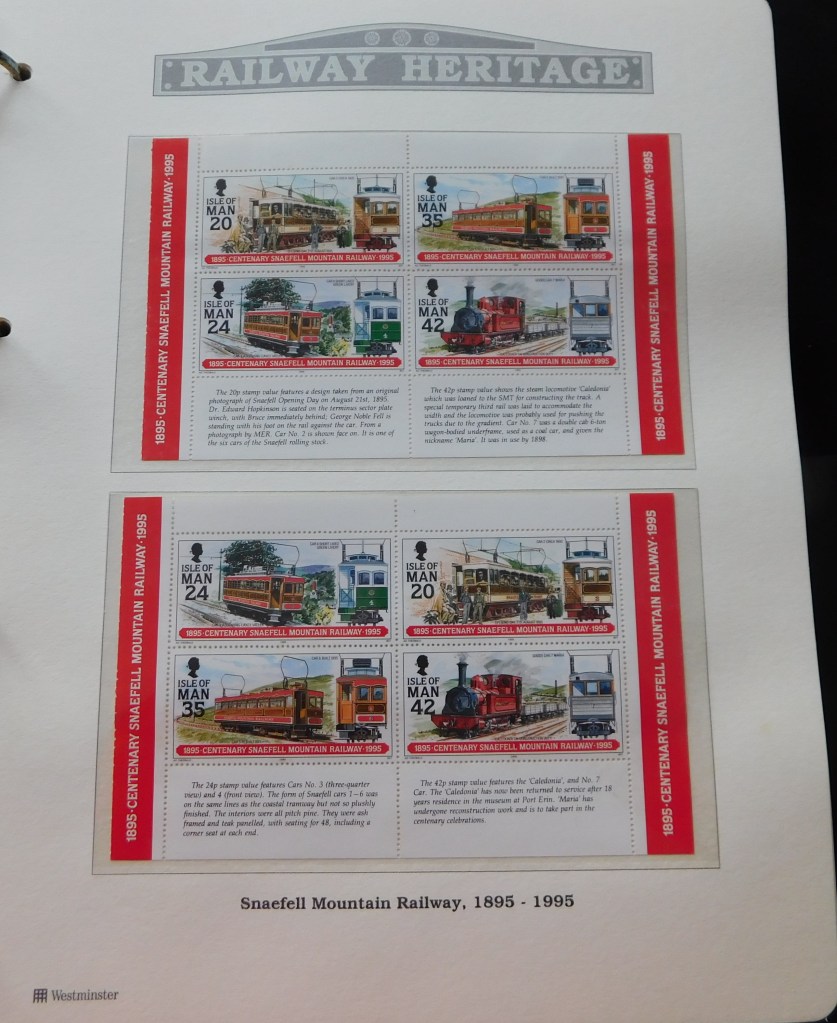 RAILWAY HERITAGE
1895·CENTENARY SNAEFELL MOUNTAIN RAILWAY·1995
ISLE OF
MAN
20
1895·CENTENARY SNAEFELL MOUNTAIN RAILWAY·1995
ISLE OF
MAN
35
1895·CENTENARY SNAEFELL MOUNTAIN RAILWAY·1995
1895·CENTENARY SNAEFELL MOUNTAIN RAILWAY·1995
ISLE OF
MAN
24
1895·CENTENARY SNAEFELL MOUNTAIN RAILWAY·1995
ISLE OF
MAN
42
1895·CENTENARY SNAEFELL MOUNTAIN RAILWAY·1995
The 20p stamp value features a design taken from an original
photograph of Snaefell Opening Day on August 21st, 1895.
Dr. Edward Hopkinson is seated on the terminus sector plate
winch, with Bruce immediately behind; George Noble Fell is
standing with his foot on the rail against the car. From a
photograph by MER. Car No. 2 is shown face on. It is one of
the six cars of the Snaefell rolling stock.
The 42p stamp value shows the steam locomotive 'Caledonia'
which was loaned to the SMT for constructing the track. A
special temporary third rail was laid to accommodate the
width and the locomotive was probably used for pushing the
trucks due to the gradient. Car No. 7 was a double cab 6-ton
wagon-bodied underframe, used as a coal car, and given the
nickname 'Maria'. It was in use by 1898.
1895·CENTENARY SNAEFELL MOUNTAIN RAILWAY·1995
ISLE OF
MAN
24
1895·CENTENARY SNAEFELL MOUNTAIN RAILWAY·1995
ISLE OF
MAN
20
1895·CENTENARY SNAEFELL MOUNTAIN RAILWAY·1995
1895·CENTENARY SNAEFELL MOUNTAIN RAILWAY·1995
ISLE OF
MAN
35
1895·CENTENARY SNAEFELL MOUNTAIN RAILWAY·1995
ISLE OF
MAN
42
1895·CENTENARY SNAEFELL MOUNTAIN RAILWAY·1995
The 24p stamp value features Cars No. 3 (three-quarter
view) and 4 (front view). The form of Snaefell cars 1–6 was
on the same lines as the coastal tramway but not so plushly
finished. The interiors were all pitch pine. They were ash
framed and teak panelled, with seating for 48, including a
corner seat at each end.
The 42p stamp value features the 'Caledonia', and No. 7
Car. The 'Caledonia' has now been returned to service after 18
years residence in the museum at Port Erin. 'Maria' has
undergone reconstruction work and is to take part in the
centenary celebrations.
Snaefell Mountain Railway, 1895 - 1995
Westminster